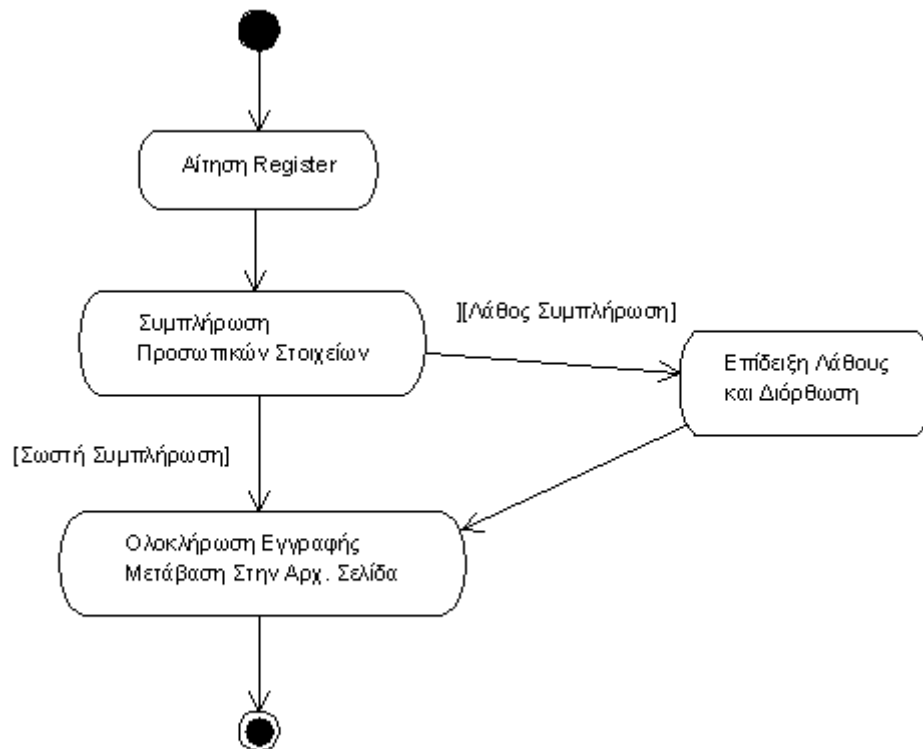 Αίτηση Register
Συμπλήρωση
Προσωπικών Στοιχείων
][Λάθος Συμπλήρωση]
Επίδειξη Λάθους
και Διόρθωση
[Σωστή Συμπλήρωση]
Ολοκλήρωση Εγγραφής
Μετάβαση Στην Αρχ. Σελίδα